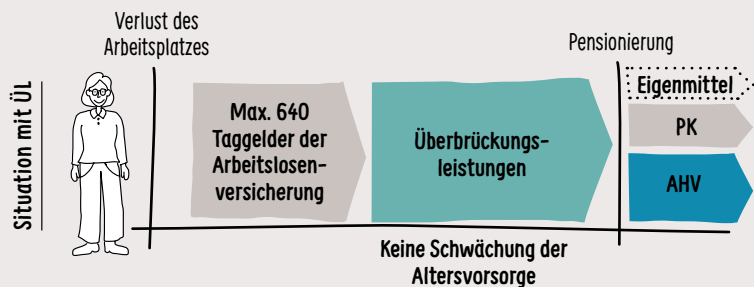 Situation mit ÜL
Verlust des
Arbeitsplatzes
Max. 640
Taggelder der
Arbeitslosen-
versicherung
Überbrückungs-
leistungen
Pensionierung
Eigenmittel
PK
AHV
Keine Schwächung der
Altersvorsorge